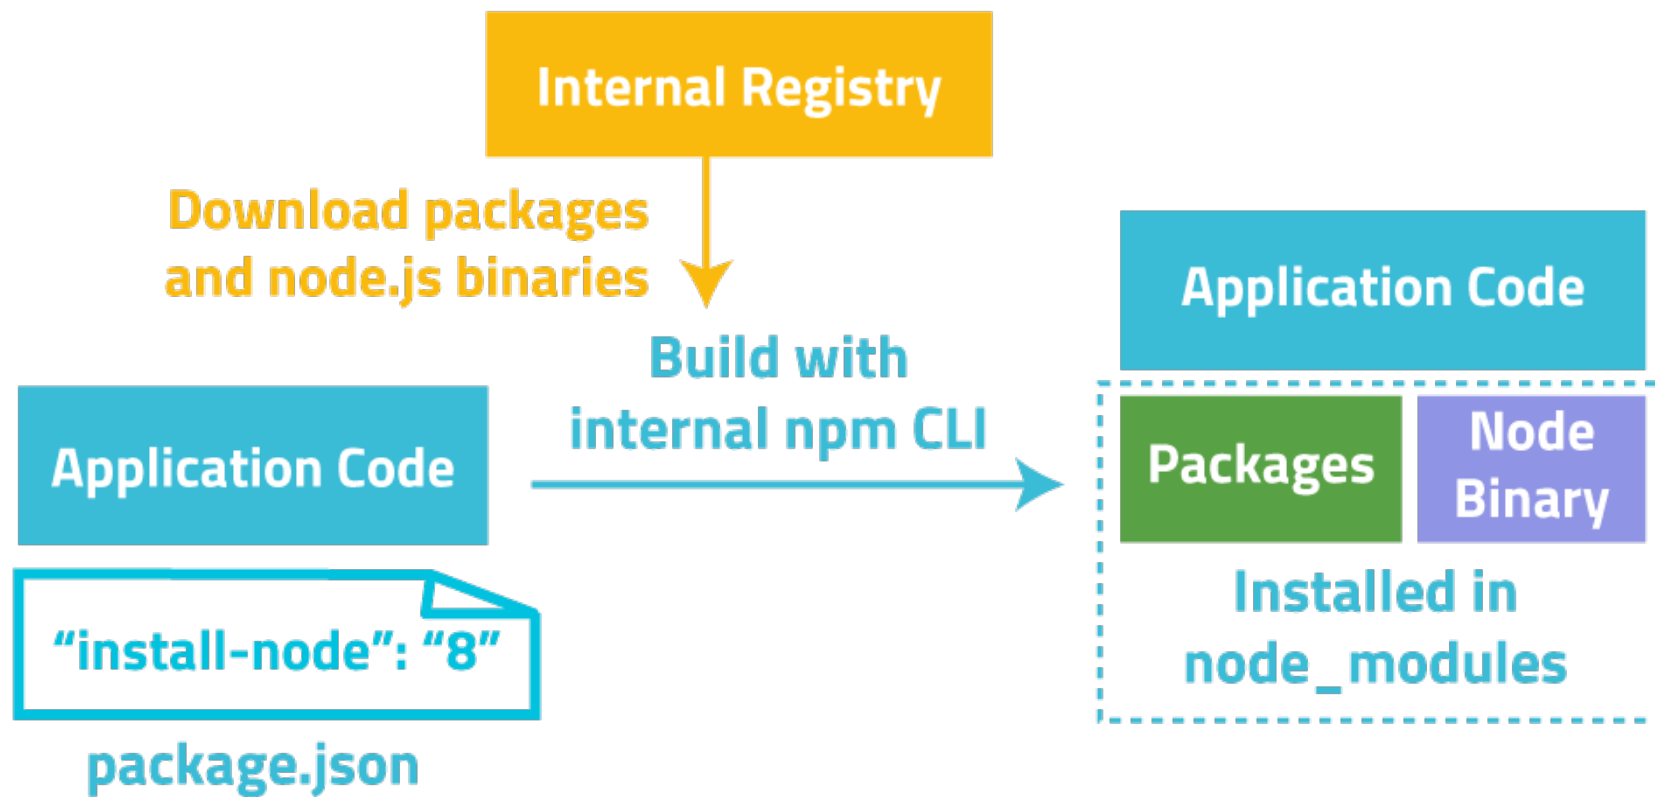 Internal Registry
Download packages
and node.js binaries
Build with
internal npm CLI
Application Code
“install-node”: “8”
package.json
Application Code
Packages
Node
Binary
Installed in
node_modules